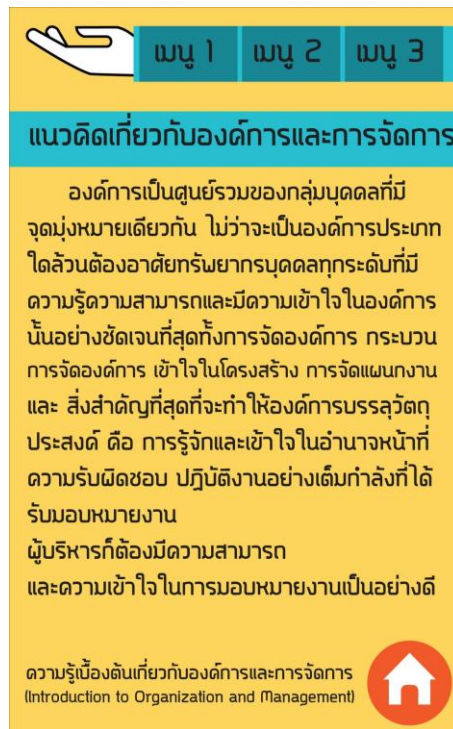 เมนู 1 เมนู 2 เมนู 3
แนวคิดเกี่ยวกับองค์การและการจัดการ
องค์การเป็นศูนย์รวมของกลุ่มบุคคลที่มี
จุดมุ่งหมายเดียวกัน ไม่ว่าจะเป็นองค์การประเภท
ใดล้วนต้องอาศัยทรัพยากรบุคคลทุกระดับที่มี
ความรู้ความสามารถและมีความเข้าใจในองค์การ
นั้นอย่างชัดเจนที่สุดทั้งการจัดองค์การ กระบวน
การจัดองค์การ เข้าใจในโครงสร้าง การจัดแผนกงาน
และ สิ่งสำคัญที่สุดที่จะทำให้องค์การบรรลุวัตถุ
ประสงค์ คือ การรู้จักและเข้าใจในอำนาจหน้าที่
ความรับผิดชอบ ปฏิบัติงานอย่างเต็มกำลังที่ได้
รับมอบหมายงาน
ผู้บริหารก็ต้องมีความสามารถ
และความเข้าใจในการมอบหมายงานเป็นอย่างดี
ความรู้เบื้องต้นเกี่ยวกับองค์การและการจัดการ
(Introduction to Organization and Management)